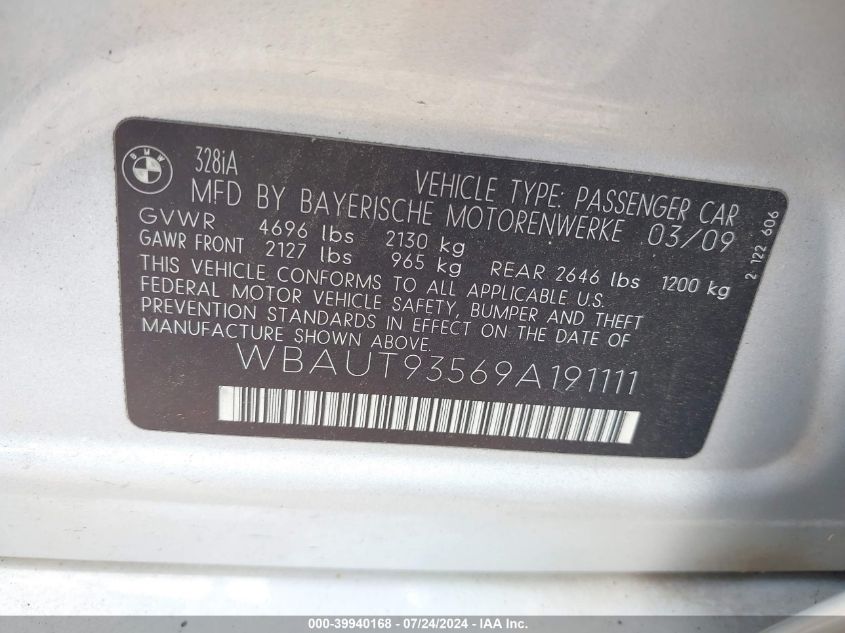 BMW
328iA
VEHICLE TYPE: PASSENGER CAR
MFD BY BAYERISCHE MOTORENWERKE 03/09
GVWR 4696 lbs 2130 kg
GAWR FRONT 2127 lbs 965 kg REAR 2646 lbs 1200 kg
THIS VEHICLE CONFORMS TO ALL APPLICABLE U.S.
FEDERAL MOTOR VEHICLE SAFETY, BUMPER AND THEFT
PREVENTION STANDARDS IN EFFECT ON THE DATE OF
MANUFACTURE SHOWN ABOVE.
WBAUT93569A191111
2 122 606
000-39940168 - 07/24/2024 - IAA Inc.